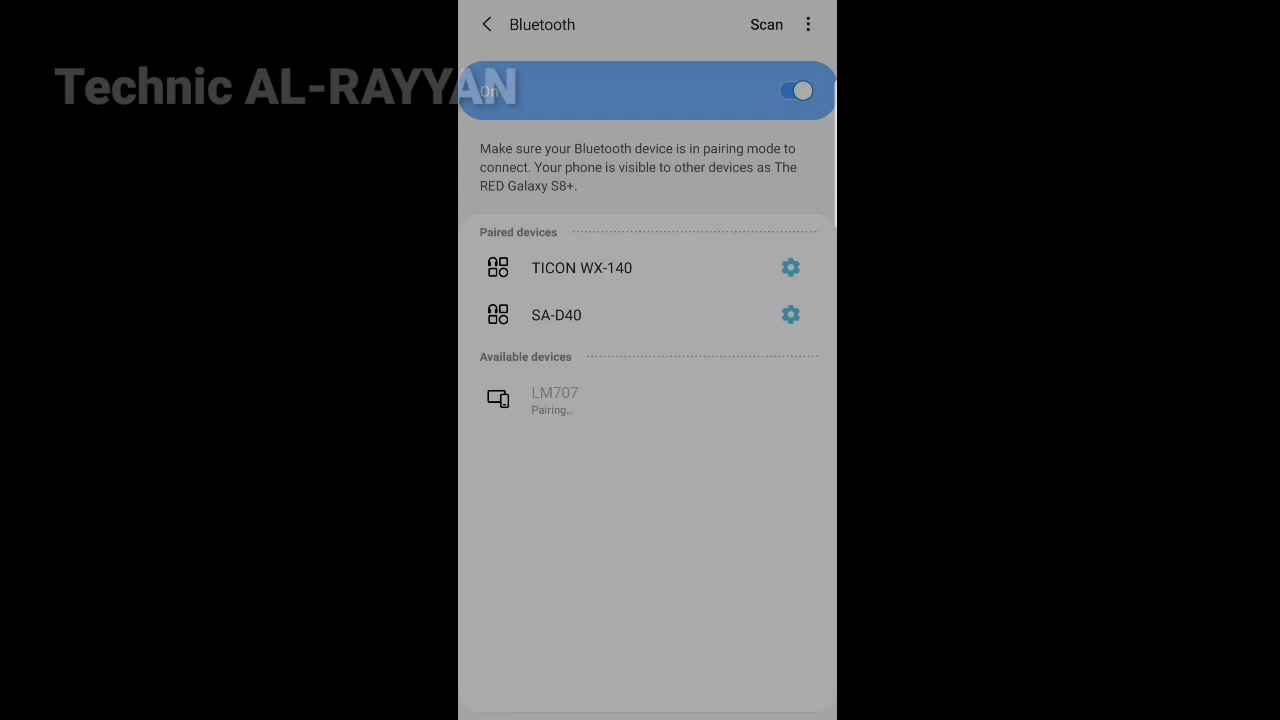 Bluetooth
Scan
Technic AL-RAYYAN
On
Make sure your Bluetooth device is in pairing mode to
connect. Your phone is visible to other devices as The
RED Galaxy S8+.
Paired devices
TICON WX-140
SA-D40
Available devices
LM707
Pairing...